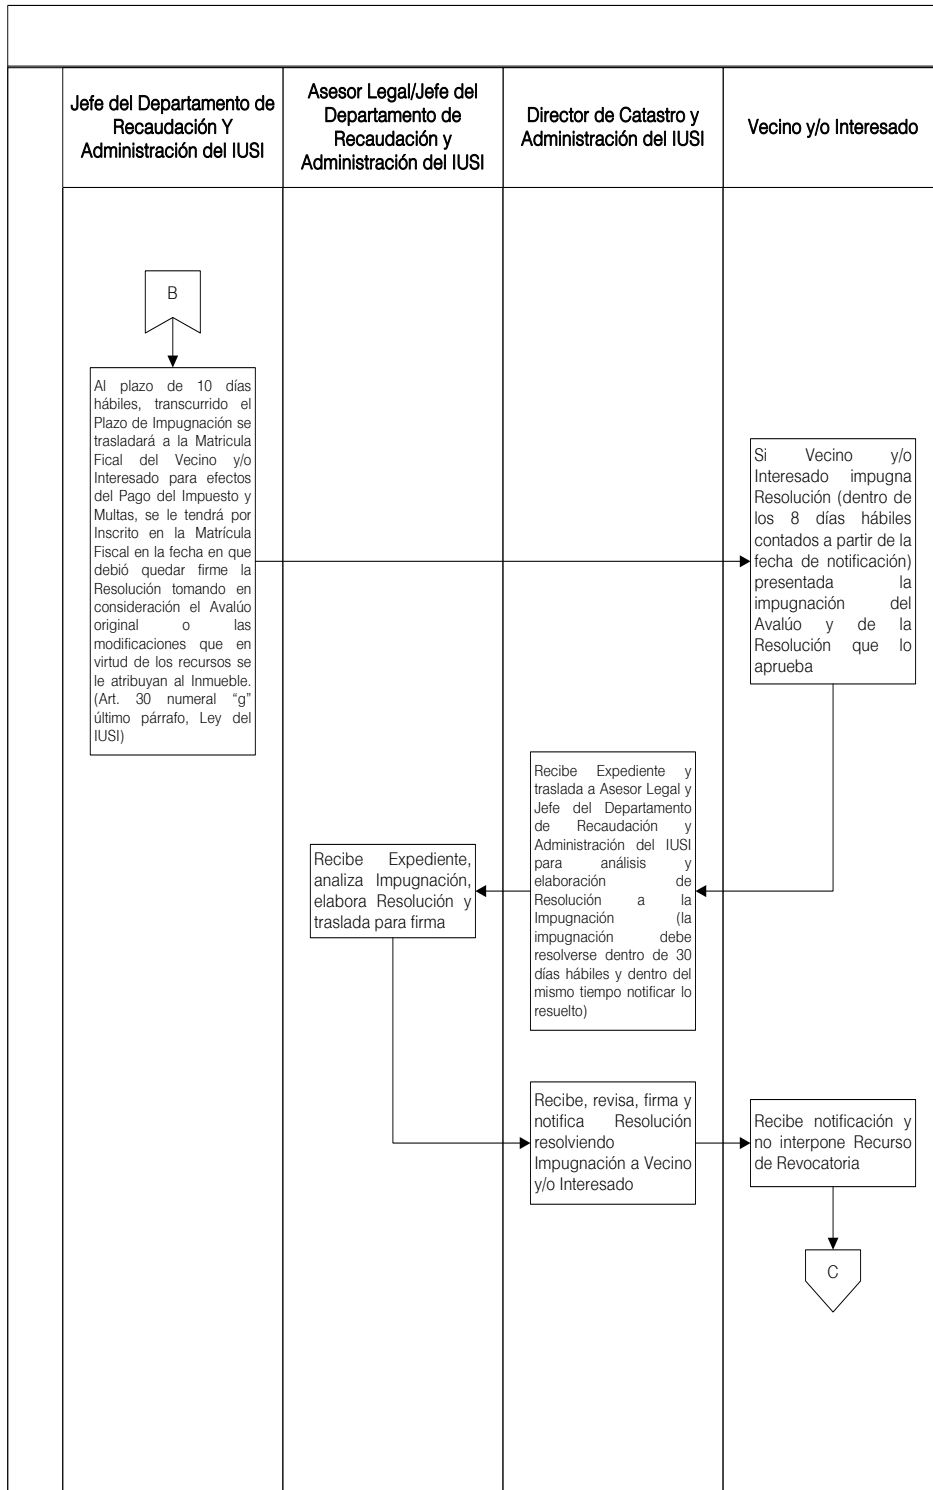 Jefe del Departamento de
Recaudación Y
Administración del IUSI
Asesor Legal/Jefe del
Departamento de
Recaudación y
Administración del IUSI
Director de Catastro y
Administración del IUSI
Vecino y/o Interesado
B
Al plazo de 10 días
hábiles, transcurrido el
Plazo de Impugnación se
trasladará a la Matricula
Fical del Vecino y/o
Interesado para efectos
del Pago del Impuesto y
Multas, se le tendrá por
Inscrito en la Matrícula
Fiscal en la fecha en que
debió quedar firme la
Resolución tomando en
consideración el Avalúo
original o las
modificaciones que en
virtud de los recursos se
le atribuyan al Inmueble.
(Art. 30 numeral “g”
último párrafo, Ley del
IUSI)
Si Vecino y/o
Interesado impugna
Resolución (dentro de
los 8 días hábiles
contados a partir de la
fecha de notificación)
presentada la
impugnación del
Avalúo y de la
Resolución que lo
aprueba
Recibe Expediente y
traslada a Asesor Legal y
Jefe del Departamento
de Recaudación y
Administración del IUSI
para análisis y
elaboración de
Resolución a la
Impugnación (la
impugnación debe
resolverse dentro de 30
días hábiles y dentro del
mismo tiempo notificar lo
resuelto)
Recibe Expediente,
analiza Impugnación,
elabora Resolución y
traslada para firma
Recibe, revisa, firma y
notifica Resolución
resolviendo
Impugnación a Vecino
y/o Interesado
Recibe notificación y
no interpone Recurso
de Revocatoria
C